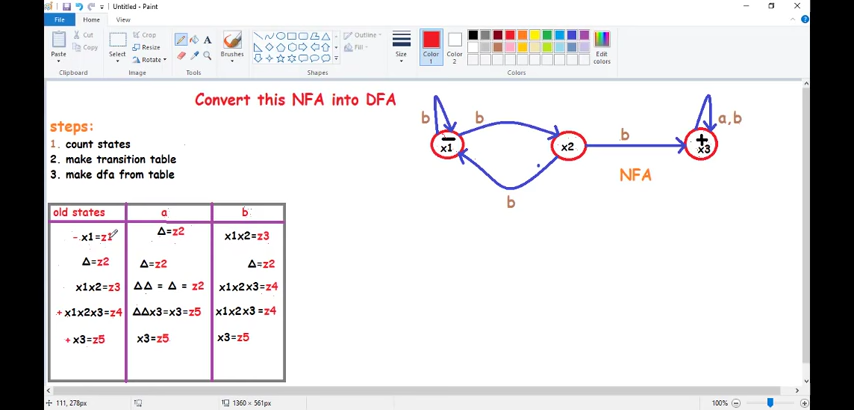 Untitled - Paint
File Home View
Paste
Cut
Copy
Clipboard
Select
Crop
Resize
Rotate
Image
A
Tools
Brushes
Outline
Fill
Shapes
Size
Color 1
Color 2
Colors
Edit colors
Convert this NFA into DFA
steps:
1. count states
2. make transition table
3. make dfa from table
b
b
b
b
a,b
- x1
x2
+ x3
NFA
old states a b
- x1=z1 Δ=z2 x1x2=z3
Δ=z2 Δ=z2 Δ=z2
x1x2=z3 ΔΔ = Δ = z2 x1x2x3=z4
+ x1x2x3=z4 ΔΔx3=x3=z5 x1x2x3=z4
+ x3=z5 x3=z5 x3=z5
111, 278px
1360 × 561px
100%